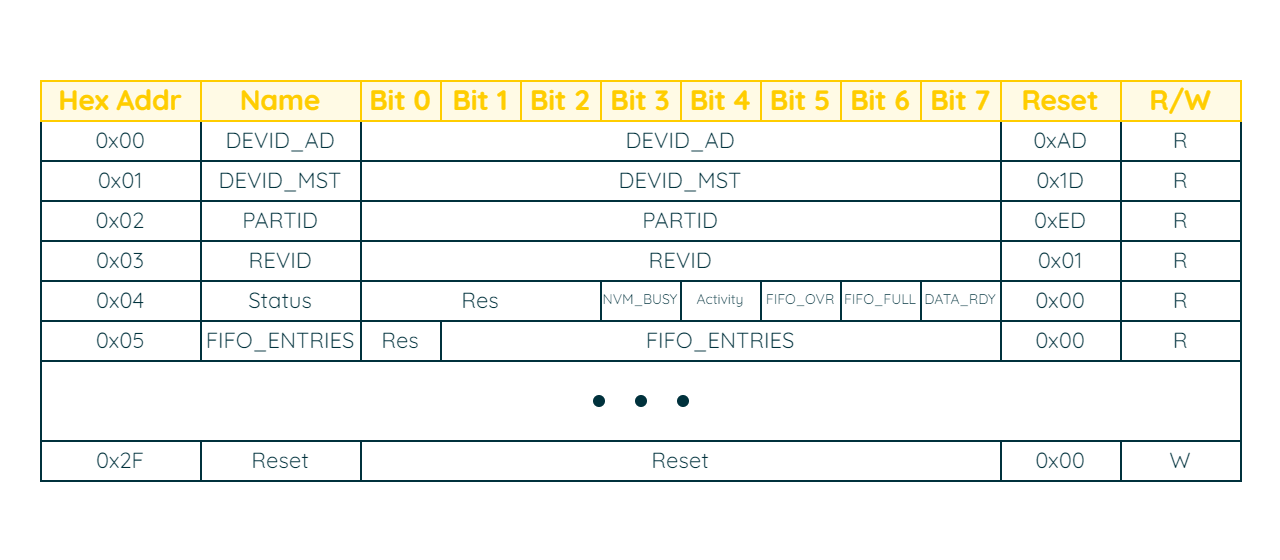 Hex Addr Name Bit 0 Bit 1 Bit 2 Bit 3 Bit 4 Bit 5 Bit 6 Bit 7 Reset R/W
0x00 DEVID_AD DEVID_AD 0xAD R
0x01 DEVID_MST DEVID_MST 0x1D R
0x02 PARTID PARTID 0xED R
0x03 REVID REVID 0x01 R
0x04 Status Res NVM_BUSY Activity FIFO_OVR FIFO_FULL DATA_RDY 0x00 R
0x05 FIFO_ENTRIES Res FIFO_ENTRIES 0x00 R
• • •
0x2F Reset Reset 0x00 W